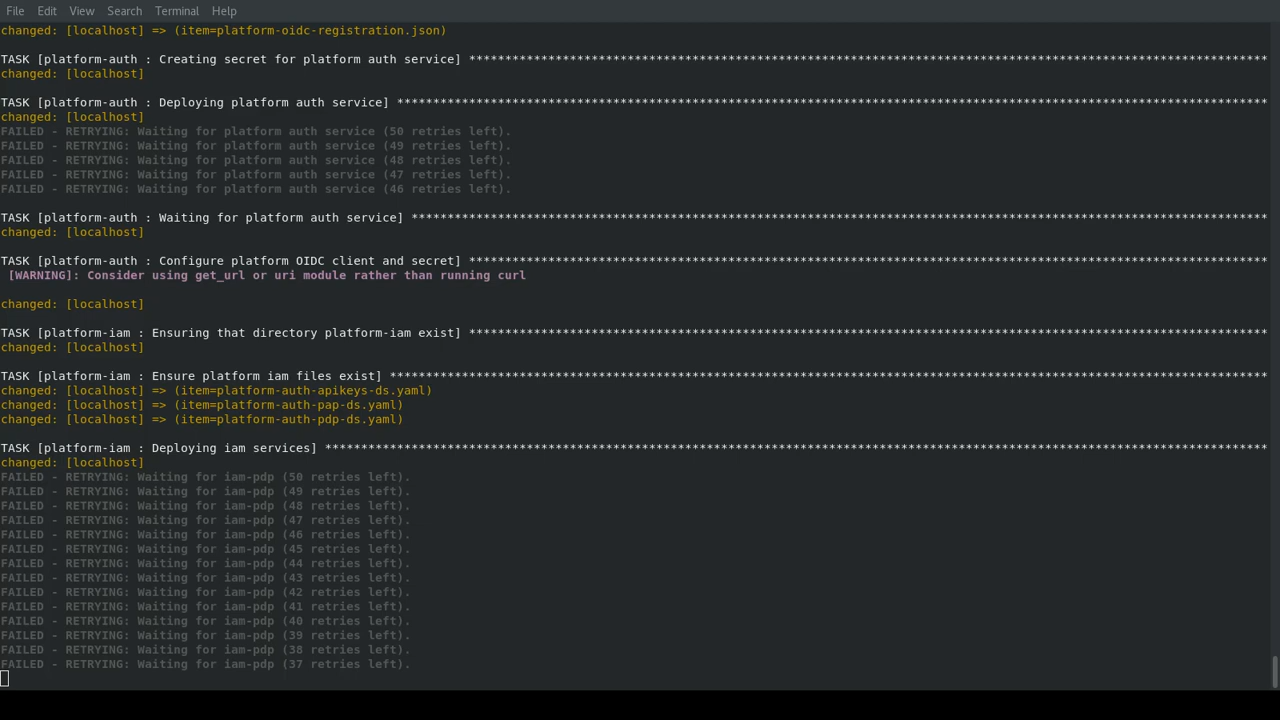 File Edit View Search Terminal Help
changed: [localhost] => (item=platform-oidc-registration.json)
TASK [platform-auth : Creating secret for platform auth service] ***************************************************************************************************************
changed: [localhost]
TASK [platform-auth : Deploying platform auth service] *************************************************************************************************************************
changed: [localhost]
FAILED - RETRYING: Waiting for platform auth service (50 retries left).
FAILED - RETRYING: Waiting for platform auth service (49 retries left).
FAILED - RETRYING: Waiting for platform auth service (48 retries left).
FAILED - RETRYING: Waiting for platform auth service (47 retries left).
FAILED - RETRYING: Waiting for platform auth service (46 retries left).
TASK [platform-auth : Waiting for platform auth service] ***********************************************************************************************************************
changed: [localhost]
TASK [platform-auth : Configure platform OIDC client and secret] ***************************************************************************************************************
[WARNING]: Consider using get_url or uri module rather than running curl
changed: [localhost]
TASK [platform-iam : Ensuring that directory platform-iam exist] ***************************************************************************************************************
changed: [localhost]
TASK [platform-iam : Ensure platform iam files exist] **************************************************************************************************************************
changed: [localhost] => (item=platform-auth-apikeys-ds.yaml)
changed: [localhost] => (item=platform-auth-pap-ds.yaml)
changed: [localhost] => (item=platform-auth-pdp-ds.yaml)
TASK [platform-iam : Deploying iam services] ***********************************************************************************************************************************
changed: [localhost]
FAILED - RETRYING: Waiting for iam-pdp (50 retries left).
FAILED - RETRYING: Waiting for iam-pdp (49 retries left).
FAILED - RETRYING: Waiting for iam-pdp (48 retries left).
FAILED - RETRYING: Waiting for iam-pdp (47 retries left).
FAILED - RETRYING: Waiting for iam-pdp (46 retries left).
FAILED - RETRYING: Waiting for iam-pdp (45 retries left).
FAILED - RETRYING: Waiting for iam-pdp (44 retries left).
FAILED - RETRYING: Waiting for iam-pdp (43 retries left).
FAILED - RETRYING: Waiting for iam-pdp (42 retries left).
FAILED - RETRYING: Waiting for iam-pdp (41 retries left).
FAILED - RETRYING: Waiting for iam-pdp (40 retries left).
FAILED - RETRYING: Waiting for iam-pdp (39 retries left).
FAILED - RETRYING: Waiting for iam-pdp (38 retries left).
FAILED - RETRYING: Waiting for iam-pdp (37 retries left).